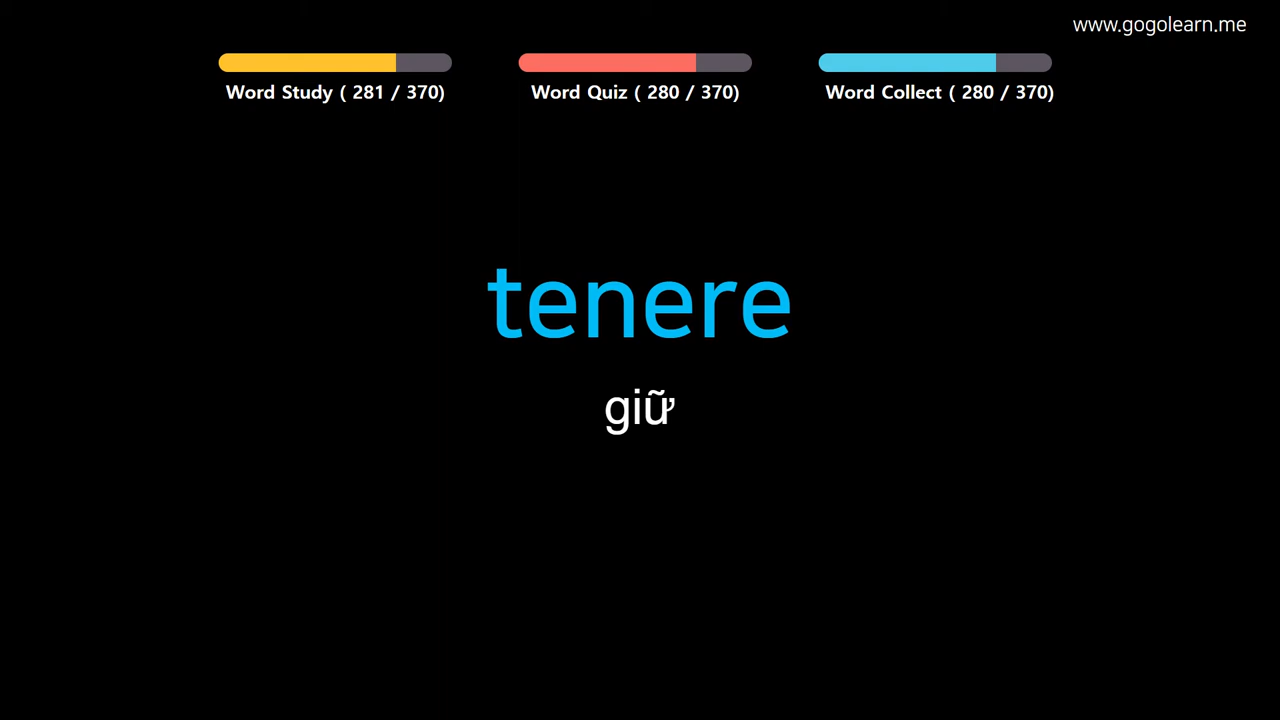 www.gogolearn.me
Word Study ( 281 / 370)
Word Quiz ( 280 / 370)
Word Collect ( 280 / 370)
tenere
giữ